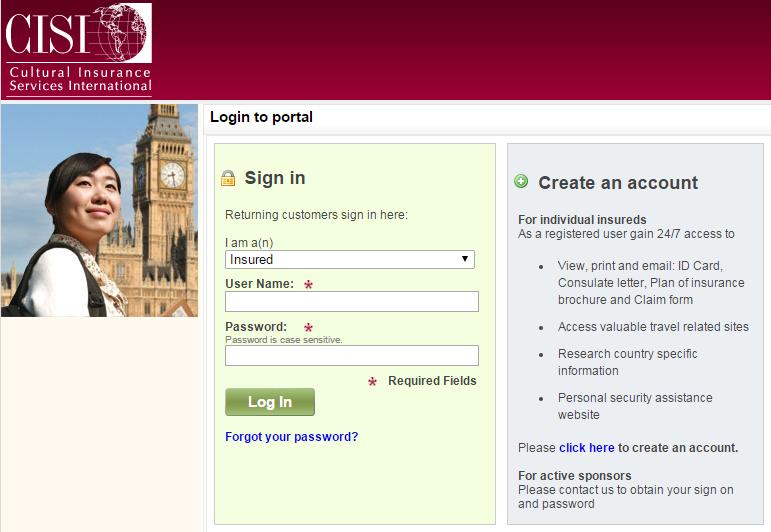 CISI
Cultural Insurance
Services International
Login to portal
Sign in
Returning customers sign in here:
I am a(n)
Insured
User Name: *
Password: *
Password is case sensitive.
* Required Fields
Log In
Forgot your password?
Create an account
For individual insureds
As a registered user gain 24/7 access to
• View, print and email: ID Card,
Consulate letter, Plan of insurance
brochure and Claim form
• Access valuable travel related sites
• Research country specific
information
• Personal security assistance
website
Please click here to create an account.
For active sponsors
Please contact us to obtain your sign on
and password